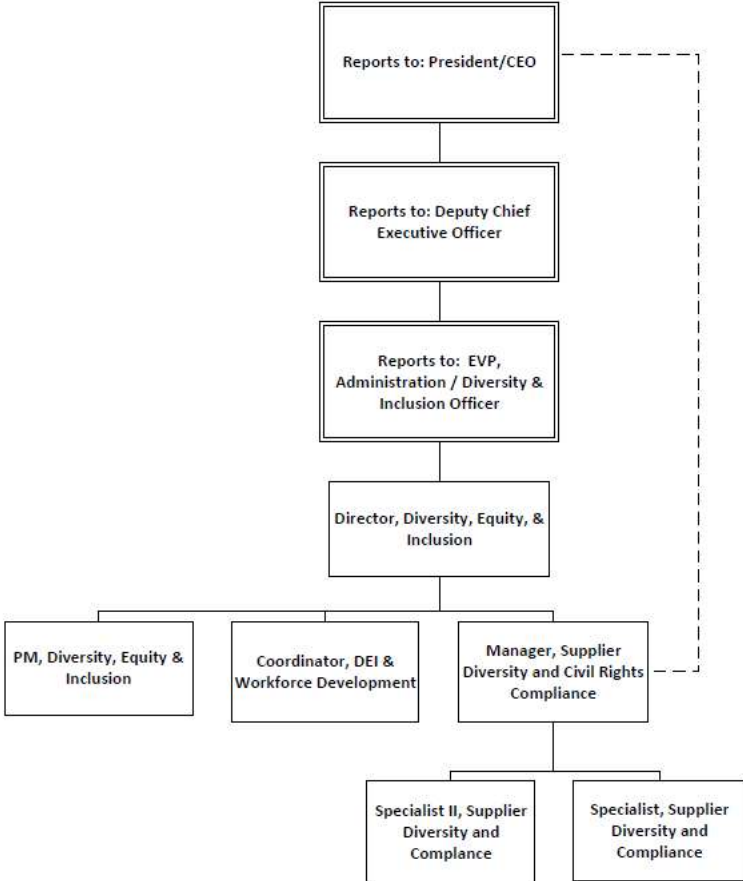 Reports to: President/CEO
Reports to: Deputy Chief
Executive Officer
Reports to: EVP,
Administration / Diversity &
Inclusion Officer
Director, Diversity, Equity, &
Inclusion
PM, Diversity, Equity &
Inclusion
Coordinator, DEI &
Workforce Development
Manager, Supplier
Diversity and Civil Rights
Compliance
Specialist II, Supplier
Diversity and
Complance
Specialist, Supplier
Diversity and
Compliance